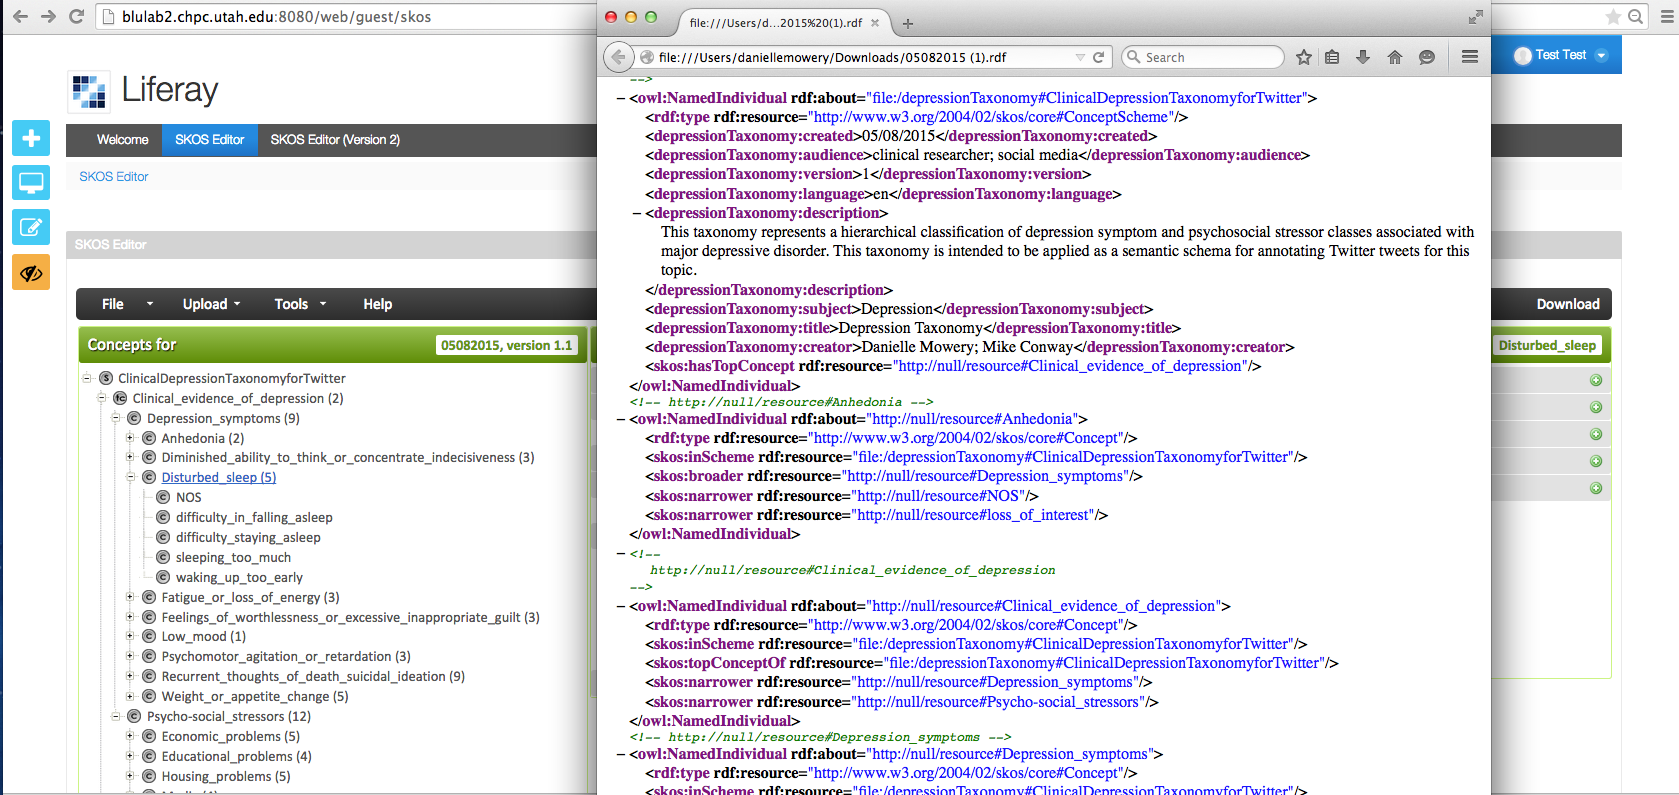 blulab2.chpc.utah.edu:8080/web/guest/skos
Liferay
Welcome
SKOS Editor
SKOS Editor (Version 2)
SKOS Editor
SKOS Editor
File
Upload
Tools
Help
Concepts for
05082015, version 1.1
ClinicalDepressionTaxonomyforTwitter
Clinical_evidence_of_depression (2)
Depression_symptoms (9)
Anhedonia (2)
Diminished_ability_to_think_or_concentrate_indecisiveness (3)
Disturbed_sleep (5)
NOS
difficulty_in_falling_asleep
difficulty_staying_asleep
sleeping_too_much
waking_up_too_early
Fatigue_or_loss_of_energy (3)
Feelings_of_worthlessness_or_excessive_inappropriate_guilt (3)
Low_mood (1)
Psychomotor_agitation_or_retardation (3)
Recurrent_thoughts_of_death_suicidal_ideation (9)
Weight_or_appetite_change (5)
Psycho-social_stressors (12)
Economic_problems (5)
Educational_problems (4)
Housing_problems (5)
file:///Users/d...2015%20(1).rdf
file:///Users/daniellemowery/Downloads/05082015 (1).rdf
Search
-->
– <owl:NamedIndividual rdf:about="file:/depressionTaxonomy#ClinicalDepressionTaxonomyforTwitter">
<rdf:type rdf:resource="http://www.w3.org/2004/02/skos/core#ConceptScheme"/>
<depressionTaxonomy:created>05/08/2015</depressionTaxonomy:created>
<depressionTaxonomy:audience>clinical researcher; social media</depressionTaxonomy:audience>
<depressionTaxonomy:version>1</depressionTaxonomy:version>
<depressionTaxonomy:language>en</depressionTaxonomy:language>
– <depressionTaxonomy:description>
This taxonomy represents a hierarchical classification of depression symptom and psychosocial stressor classes associated with
major depressive disorder. This taxonomy is intended to be applied as a semantic schema for annotating Twitter tweets for this
topic.
</depressionTaxonomy:description>
<depressionTaxonomy:subject>Depression</depressionTaxonomy:subject>
<depressionTaxonomy:title>Depression Taxonomy</depressionTaxonomy:title>
<depressionTaxonomy:creator>Danielle Mowery; Mike Conway</depressionTaxonomy:creator>
<skos:hasTopConcept rdf:resource="http://null/resource#Clinical_evidence_of_depression"/>
</owl:NamedIndividual>
<!-- http://null/resource#Anhedonia -->
– <owl:NamedIndividual rdf:about="http://null/resource#Anhedonia">
<rdf:type rdf:resource="http://www.w3.org/2004/02/skos/core#Concept"/>
<skos:inScheme rdf:resource="file:/depressionTaxonomy#ClinicalDepressionTaxonomyforTwitter"/>
<skos:broader rdf:resource="http://null/resource#Depression_symptoms"/>
<skos:narrower rdf:resource="http://null/resource#NOS"/>
<skos:narrower rdf:resource="http://null/resource#loss_of_interest"/>
</owl:NamedIndividual>
– <!--
http://null/resource#Clinical_evidence_of_depression
-->
– <owl:NamedIndividual rdf:about="http://null/resource#Clinical_evidence_of_depression">
<rdf:type rdf:resource="http://www.w3.org/2004/02/skos/core#Concept"/>
<skos:inScheme rdf:resource="file:/depressionTaxonomy#ClinicalDepressionTaxonomyforTwitter"/>
<skos:topConceptOf rdf:resource="file:/depressionTaxonomy#ClinicalDepressionTaxonomyforTwitter"/>
<skos:narrower rdf:resource="http://null/resource#Depression_symptoms"/>
<skos:narrower rdf:resource="http://null/resource#Psycho-social_stressors"/>
</owl:NamedIndividual>
<!-- http://null/resource#Depression_symptoms -->
– <owl:NamedIndividual rdf:about="http://null/resource#Depression_symptoms">
<rdf:type rdf:resource="http://www.w3.org/2004/02/skos/core#Concept"/>
<skos:inScheme rdf:resource="file:/depressionTaxonomy#ClinicalDepressionTaxonomyforTwitter"/>
Test Test
Download
Disturbed_sleep